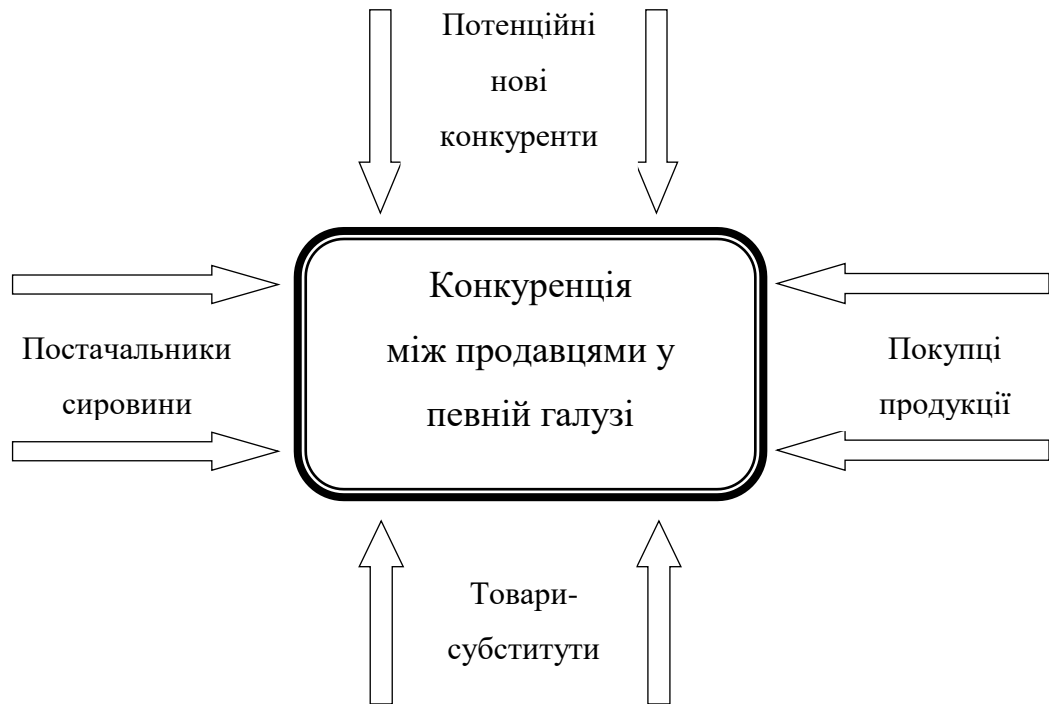 Потенційні
нові
конкуренти
Конкуренція
між продавцями у
певній галузі
Постачальники
сировини
Покупці
продукції
Товари-
субститути